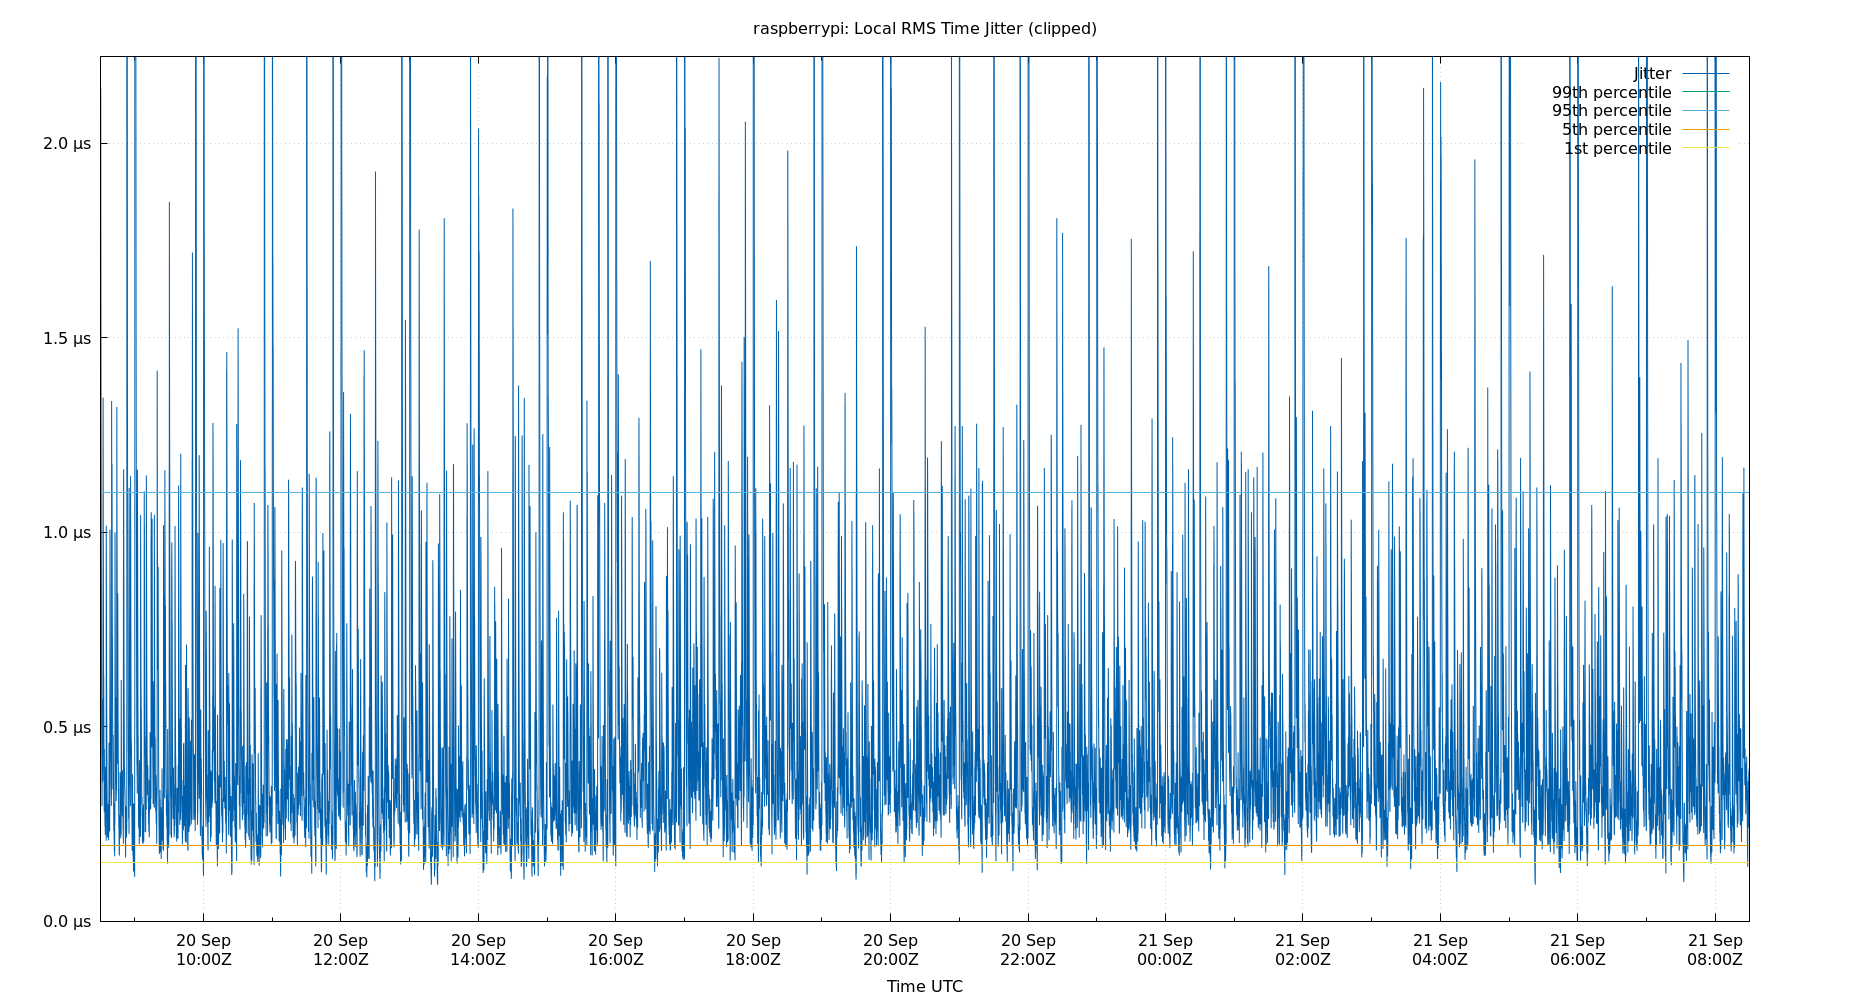 raspberrypi: Local RMS Time Jitter (clipped)
Jitter
99th percentile
95th percentile
5th percentile
1st percentile
2.0 µs
1.5 µs
1.0 µs
0.5 µs
0.0 µs
20 Sep 20 Sep 20 Sep 20 Sep 20 Sep 20 Sep 20 Sep 21 Sep 21 Sep 21 Sep 21 Sep 21 Sep
10:00Z 12:00Z 14:00Z 16:00Z 18:00Z 20:00Z 22:00Z 00:00Z 02:00Z 04:00Z 06:00Z 08:00Z
Time UTC